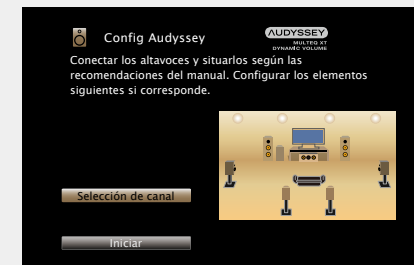 Config Audyssey
AUDYSSEY
MULTEQ XT
DYNAMIC VOLUME
Conectar los altavoces y situarlos según las
recomendaciones del manual. Configurar los elementos
siguientes si corresponde.
Selección de canal
Iniciar